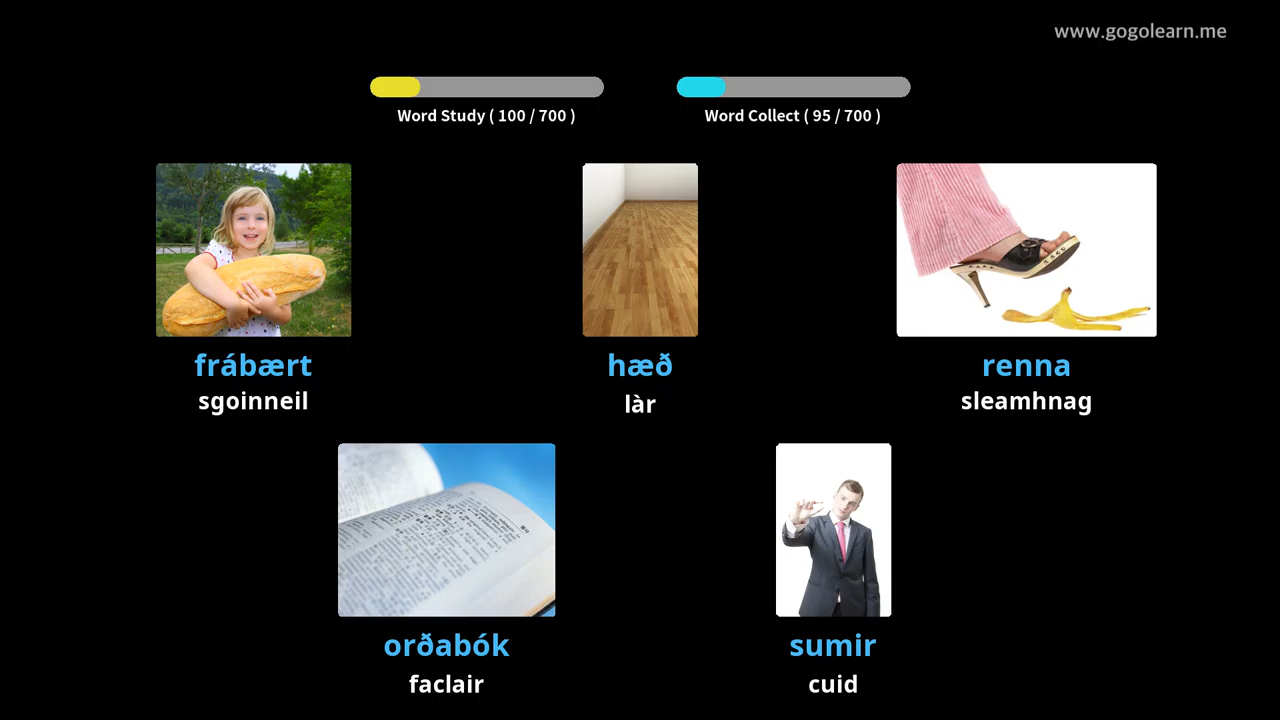 www.gogolearn.me
Word Study ( 100 / 700 )
Word Collect ( 95 / 700 )
frábært
sgoinneil
hæð
làr
renna
sleamhnag
orðabók
faclair
sumir
cuid